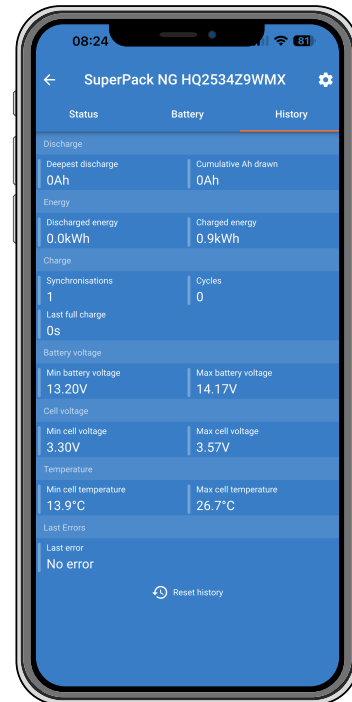 08:24 81
SuperPack NG HQ2534Z9WMX
Status Battery History
Discharge
Deepest discharge Cumulative Ah drawn
0Ah 0Ah
Energy
Discharged energy Charged energy
0.0kWh 0.9kWh
Charge
Synchronisations Cycles
1 0
Last full charge
0s
Battery voltage
Min battery voltage Max battery voltage
13.20V 14.17V
Cell voltage
Min cell voltage Max cell voltage
3.30V 3.57V
Temperature
Min cell temperature Max cell temperature
13.9°C 26.7°C
Last Errors
Last error
No error
Reset history